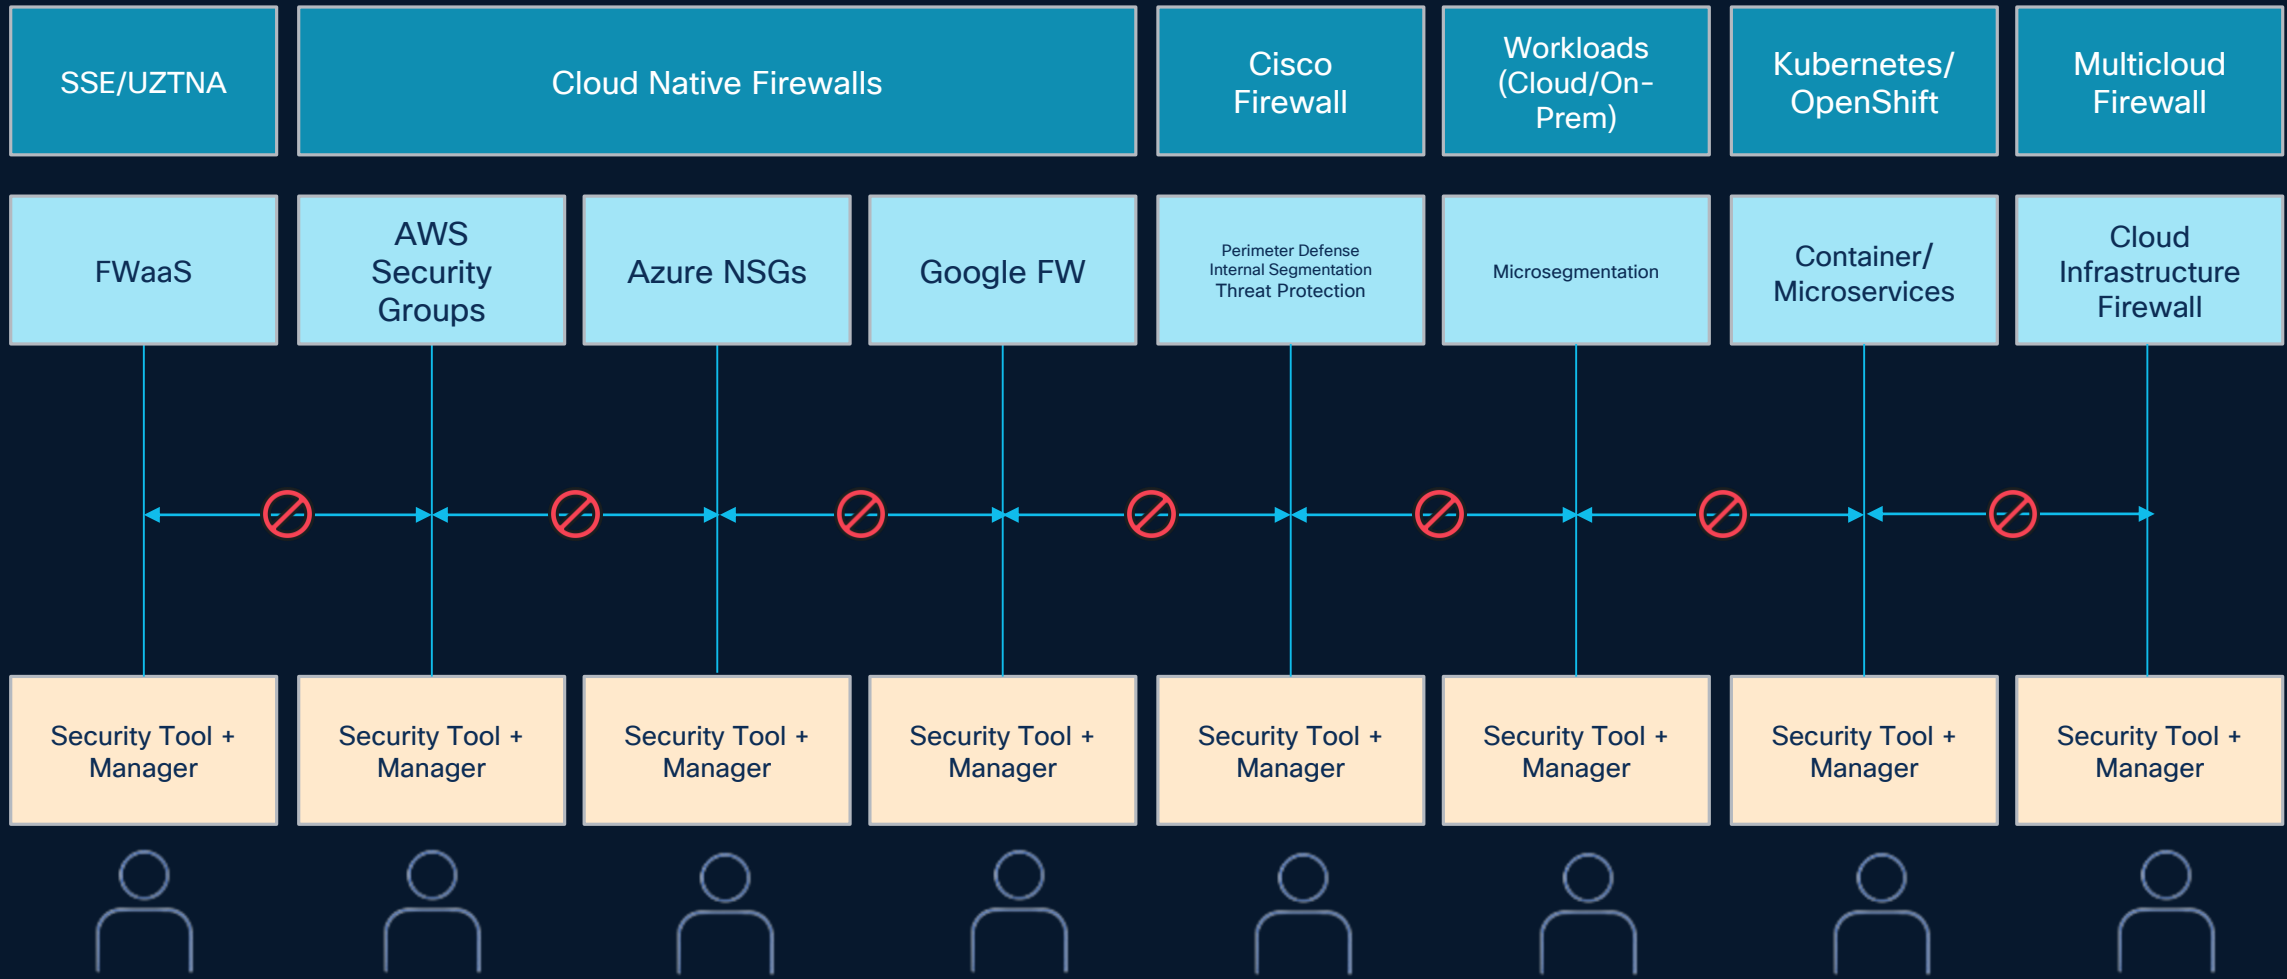 SSE/UZTNA
Cloud Native Firewalls
Cisco
Firewall
Workloads
(Cloud/On-
Prem)
Kubernetes/
OpenShift
Multicloud
Firewall
FWaaS
AWS
Security
Groups
Azure NSGs
Google FW
Perimeter Defense
Internal Segmentation
Threat Protection
Microsegmentation
Container/
Microservices
Cloud
Infrastructure
Firewall
Security Tool +
Manager
Security Tool +
Manager
Security Tool +
Manager
Security Tool +
Manager
Security Tool +
Manager
Security Tool +
Manager
Security Tool +
Manager
Security Tool +
Manager